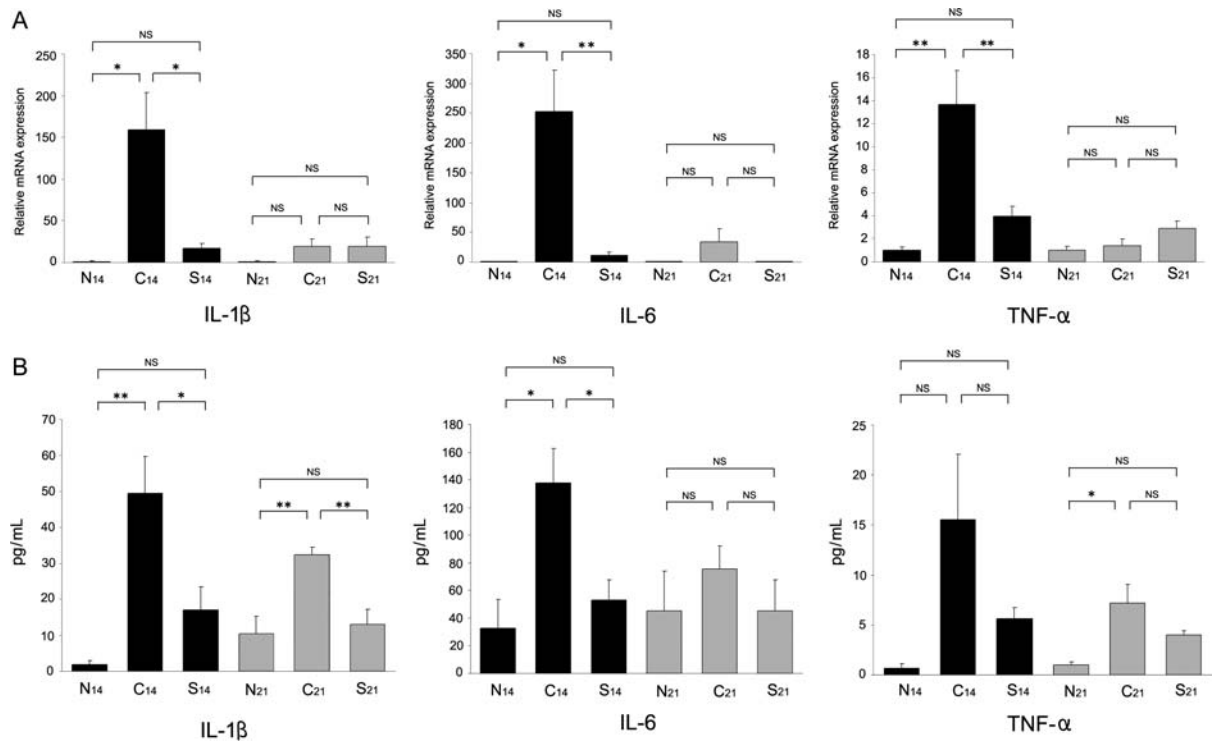 A
NS
* *
Relative mRNA expression
250
200
150
100
50
0
NS
NS NS
N14 C14 S14 N21 C21 S21
IL-1β
NS
* **
Relative mRNA expression
350
300
250
200
150
100
50
0
NS
NS NS
N14 C14 S14 N21 C21 S21
IL-6
NS
** **
Relative mRNA expression
18
16
14
12
10
8
6
4
2
0
NS
NS NS
N14 C14 S14 N21 C21 S21
TNF-α
B
NS
** *
pg/mL
70
60
50
40
30
20
10
0
NS
** **
N14 C14 S14 N21 C21 S21
IL-1β
NS
* *
pg/mL
180
160
140
120
100
80
60
40
20
0
NS
NS NS
N14 C14 S14 N21 C21 S21
IL-6
NS
NS NS
pg/mL
25
20
15
10
5
0
NS
* NS
N14 C14 S14 N21 C21 S21
TNF-α